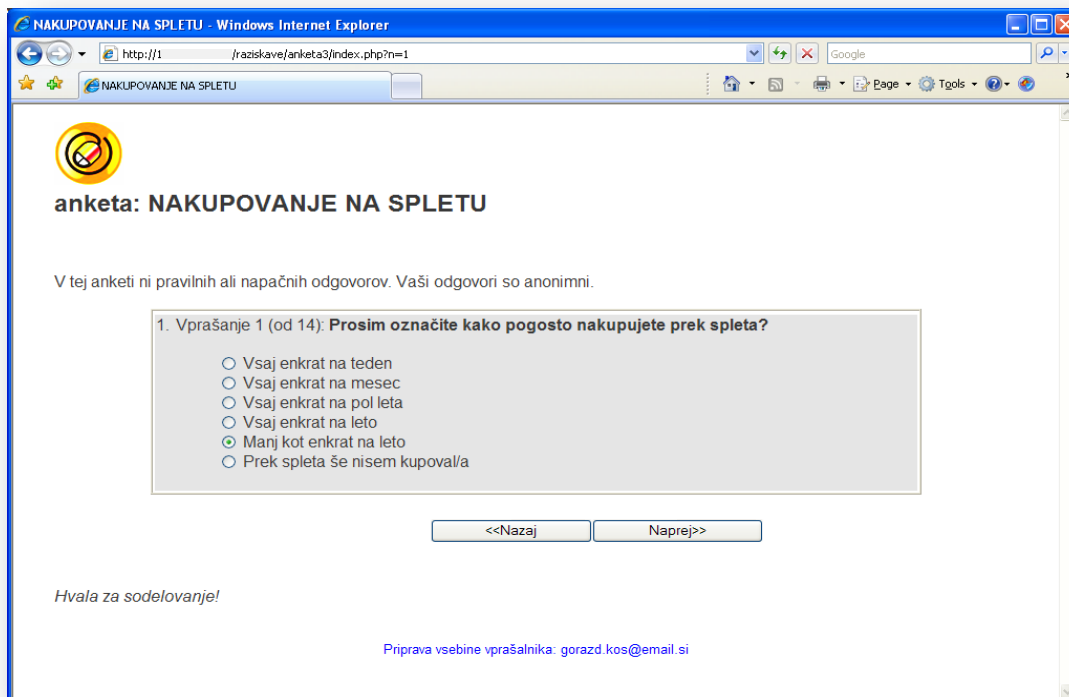 NAKUPOVANJE NA SPLETU - Windows Internet Explorer
http://1 /raziskave/anketa3/index.php?n=1
Google
NAKUPOVANJE NA SPLETU
Page
Tools
anketa: NAKUPOVANJE NA SPLETU
V tej anketi ni pravilnih ali napačnih odgovorov. Vaši odgovori so anonimni.
1. Vprašanje 1 (od 14): Prosim označite kako pogosto nakupujete prek spleta?
Vsaj enkrat na teden
Vsaj enkrat na mesec
Vsaj enkrat na pol leta
Vsaj enkrat na leto
Manj kot enkrat na leto
Prek spleta še nisem kupoval/a
<<Nazaj
Naprej>>
Hvala za sodelovanje!
Priprava vsebine vprašalnika: gorazd.kos@email.si